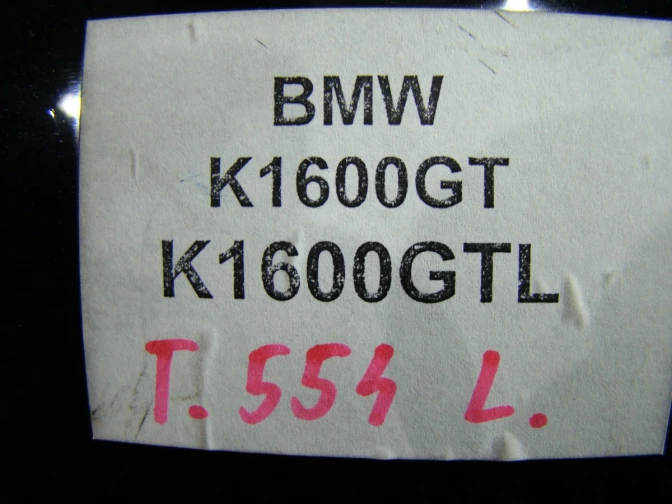 BMW
K1600GT
K1600GTL
T. 554 L.